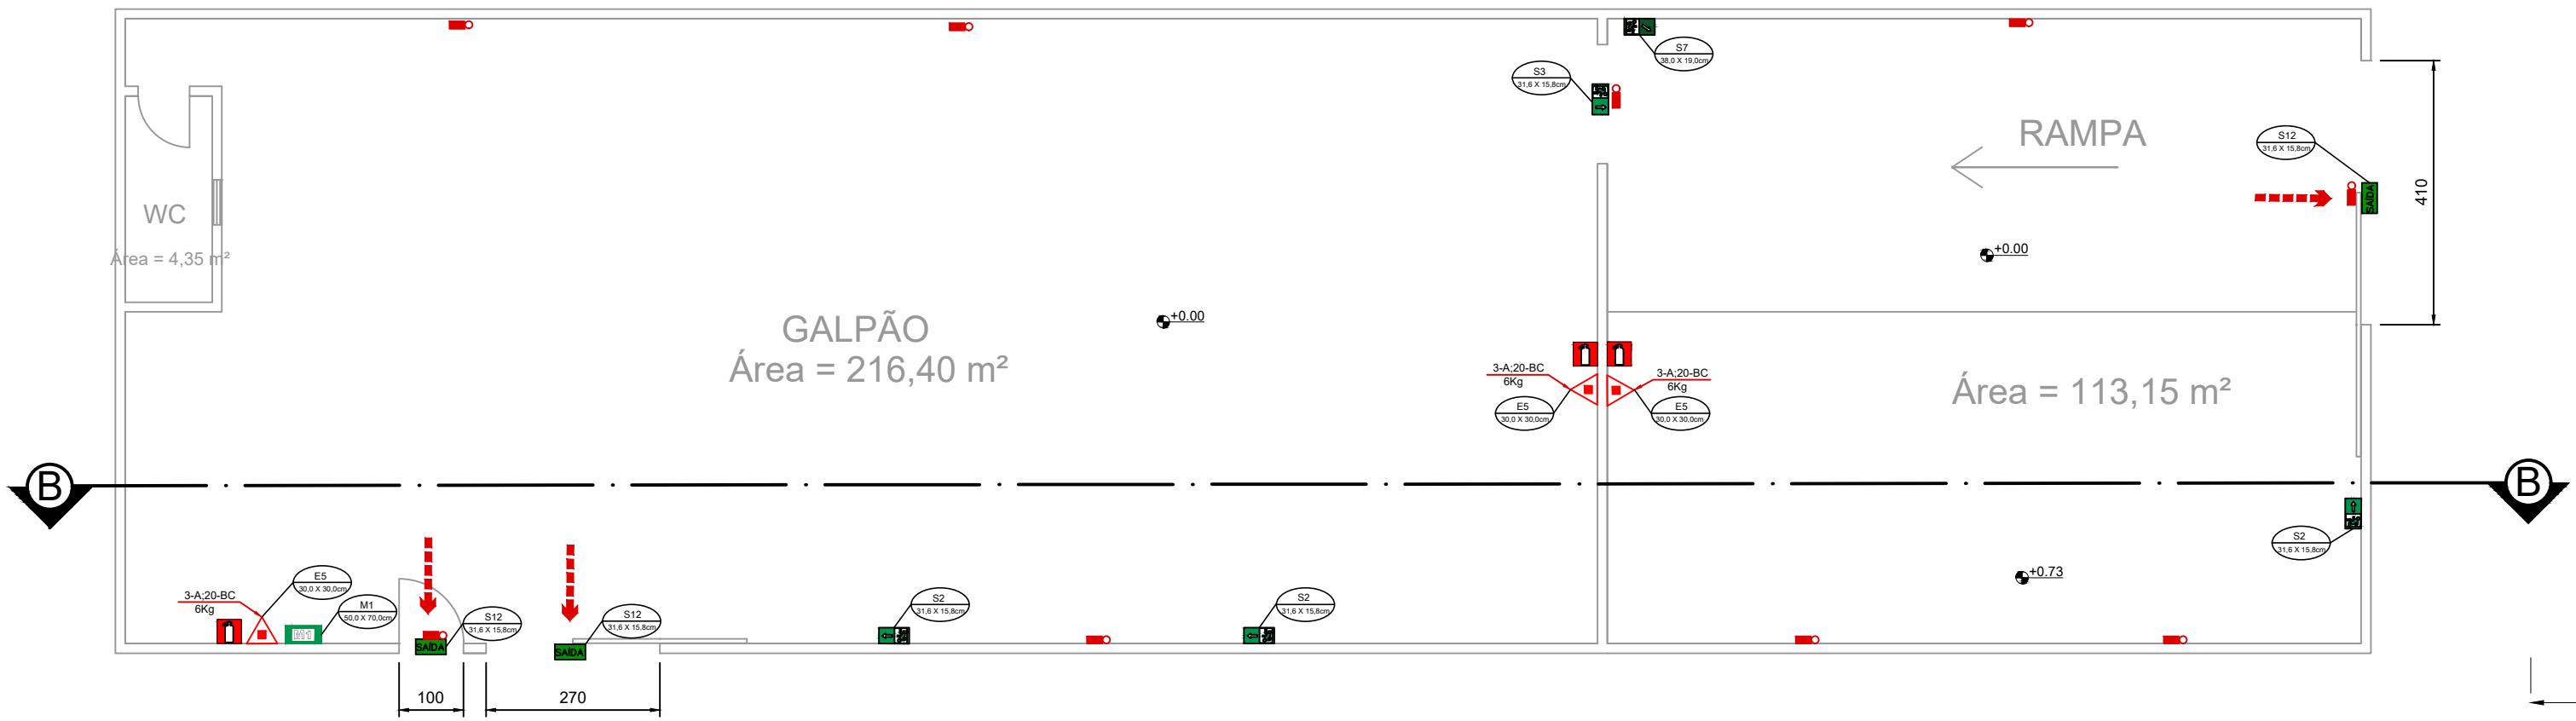 S7
38,0 X 19,0cm
S3
31,6 X 15,8cm
RAMPA
S12
31,6 X 15,8cm
SAÍDA
410
WC
Área = 4,35 m²
+0.00
+0.00
GALPÃO
Área = 216,40 m²
3-A;20-BC
6Kg
E5
30,0 X 30,0cm
3-A;20-BC
6Kg
E5
30,0 X 30,0cm
Área = 113,15 m²
B
B
S2
31,6 X 15,8cm
+0.73
3-A;20-BC
6Kg
E5
30,0 X 30,0cm
M1
50,0 X 70,0cm
M1
S12
31,6 X 15,8cm
SAÍDA
S12
31,6 X 15,8cm
SAÍDA
S2
31,6 X 15,8cm
S2
31,6 X 15,8cm
100
270